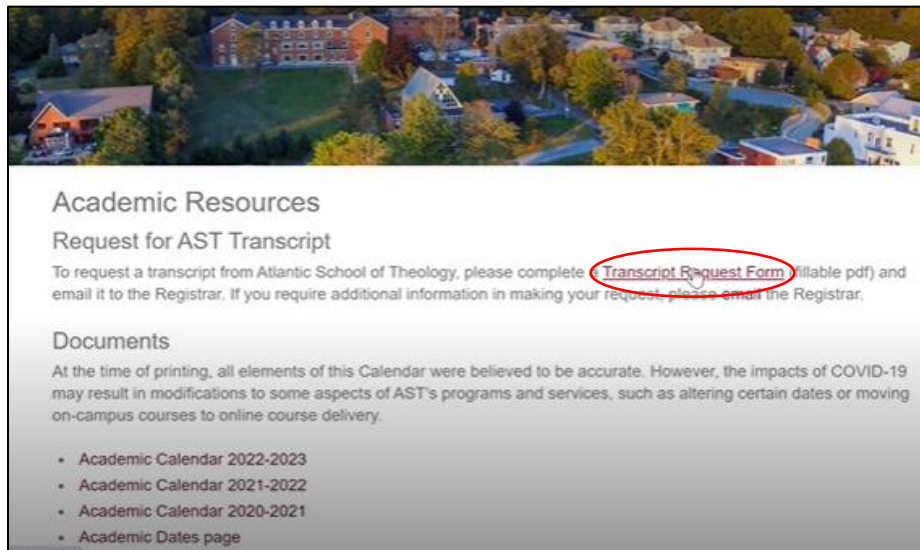 Academic Resources
Request for AST Transcript
To request a transcript from Atlantic School of Theology, please complete a Transcript Request Form (fillable pdf) and
email it to the Registrar. If you require additional information in making your request, please email the Registrar.
Documents
At the time of printing, all elements of this Calendar were believed to be accurate. However, the impacts of COVID-19
may result in modifications to some aspects of AST's programs and services, such as altering certain dates or moving
on-campus courses to online course delivery.
• Academic Calendar 2022-2023
• Academic Calendar 2021-2022
• Academic Calendar 2020-2021
• Academic Dates page